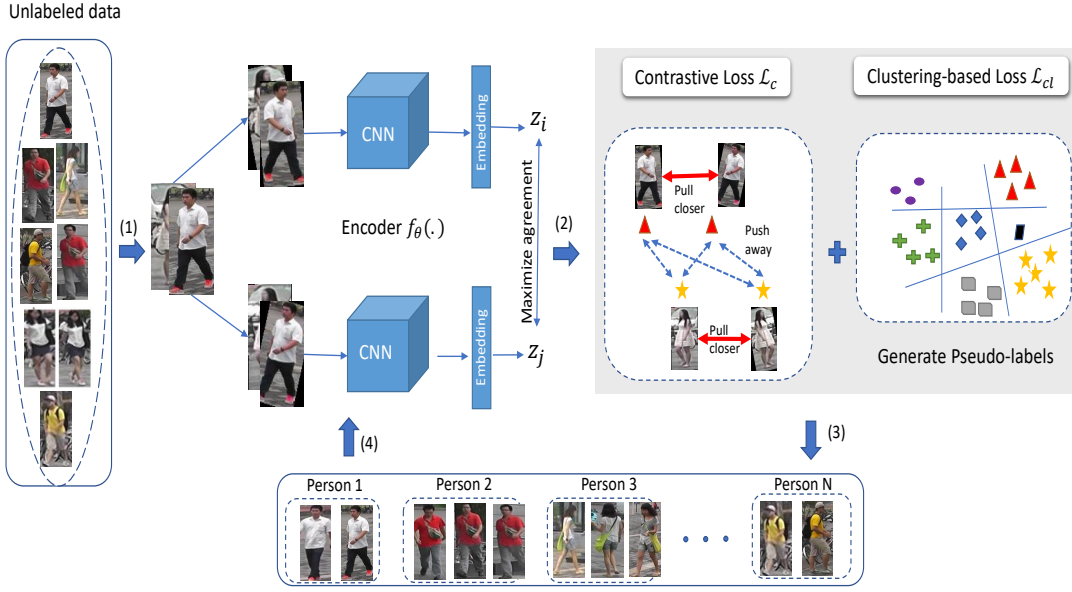 Unlabeled data
(1)
CNN
Embedding
z_i
Encoder f_θ(.)
Maximize agreement
CNN
Embedding
z_j
(2)
Contrastive Loss ℒ_c
Clustering-based Loss ℒ_cl
Pull
closer
Push
away
Pull
closer
Generate Pseudo-labels
(3)
(4)
Person 1
Person 2
Person 3
Person N